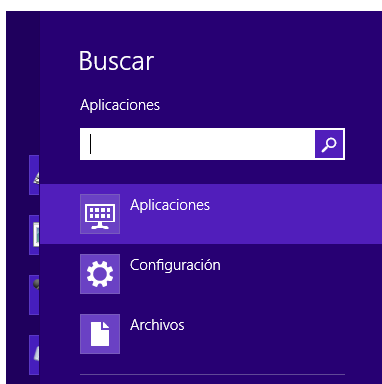 Buscar
Aplicaciones
Aplicaciones
Configuración
Archivos